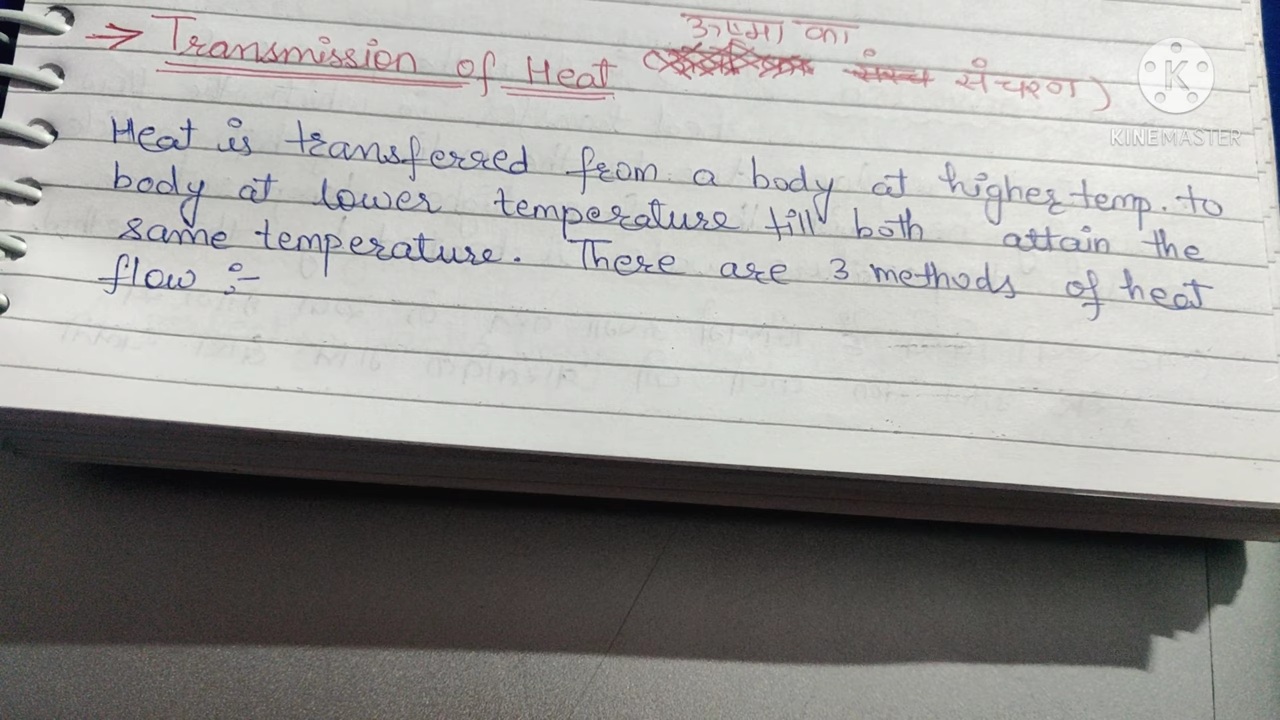 → Transmission of Heat (ऊष्मा का संचरण)
Heat is transferred from a body at higher temp. to
body at lower temperature till both attain the
same temperature. There are 3 methods of heat
flow :-
K
KINEMASTER